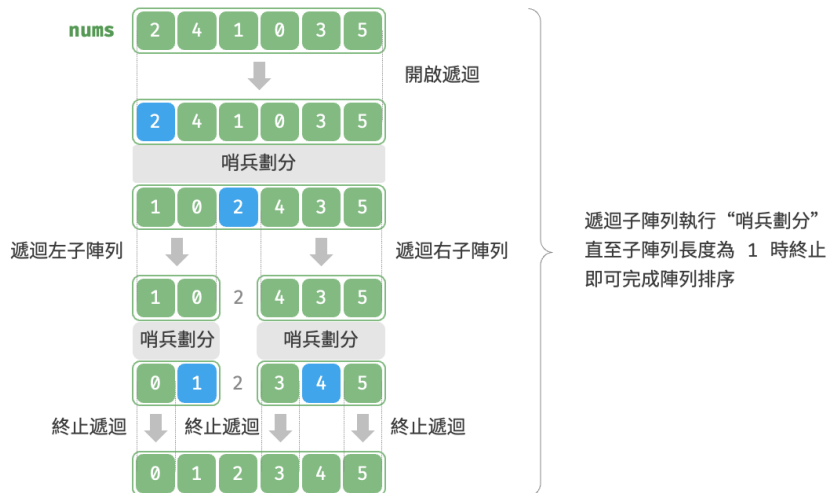 nums 2 4 1 0 3 5
開啟遞迴
2 4 1 0 3 5
哨兵劃分
1 0 2 4 3 5
遞迴左子陣列 遞迴右子陣列
1 0 2 4 3 5
哨兵劃分 哨兵劃分
0 1 2 3 4 5
終止遞迴 終止遞迴 終止遞迴
0 1 2 3 4 5
遞迴子陣列執行“哨兵劃分”
直至子陣列長度為 1 時終止
即可完成陣列排序